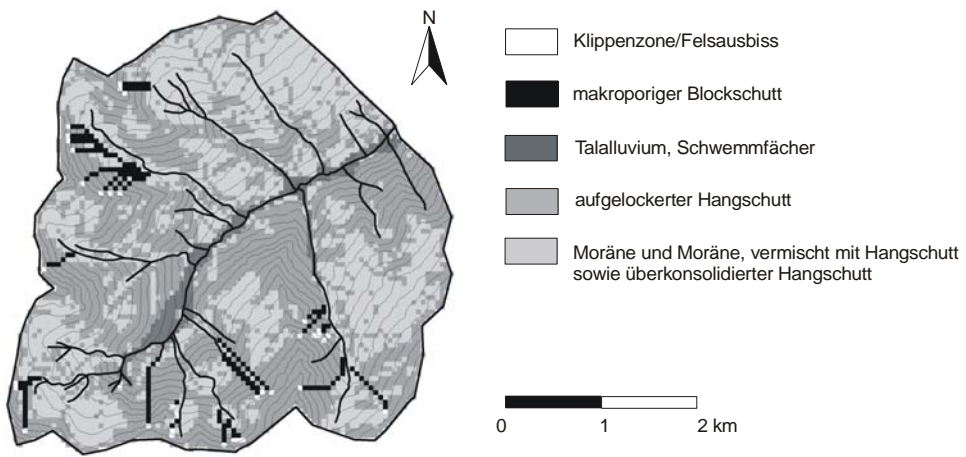 N
Klippenzone/Felsausbiss
makroporiger Blockschutt
Talalluvium, Schwemmfächer
aufgelockerter Hangschutt
Moräne und Moräne, vermischt mit Hangschutt
sowie überkonsolidierter Hangschutt
0 1 2 km